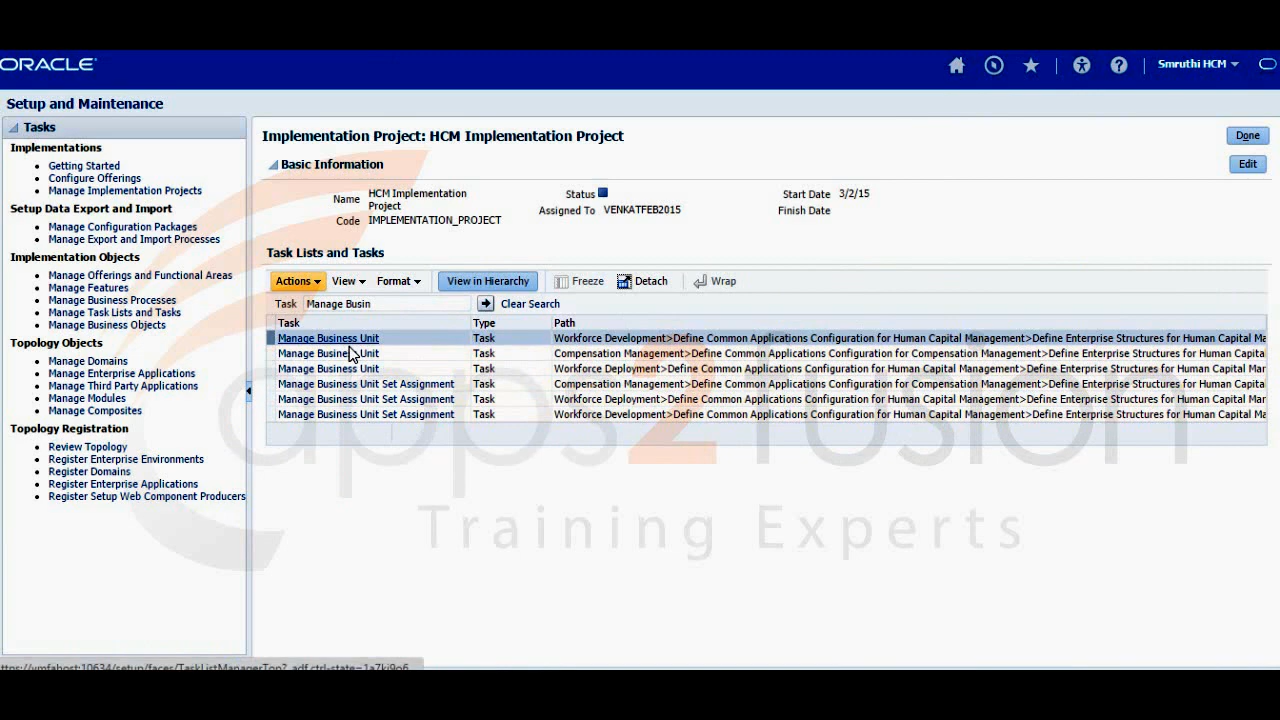 ORACLE
Smruthi HCM
Setup and Maintenance
Tasks
Implementations
Getting Started
Configure Offerings
Manage Implementation Projects
Setup Data Export and Import
Manage Configuration Packages
Manage Export and Import Processes
Implementation Objects
Manage Offerings and Functional Areas
Manage Features
Manage Business Processes
Manage Task Lists and Tasks
Manage Business Objects
Topology Objects
Manage Domains
Manage Enterprise Applications
Manage Third Party Applications
Manage Modules
Manage Composites
Topology Registration
Review Topology
Register Enterprise Environments
Register Domains
Register Enterprise Applications
Register Setup Web Component Producers
Implementation Project: HCM Implementation Project
Done
Basic Information
Edit
Name HCM Implementation Project
Code IMPLEMENTATION_PROJECT
Status
Assigned To VENKATFEB2015
Start Date 3/2/15
Finish Date
Task Lists and Tasks
Actions View Format View in Hierarchy Freeze Detach Wrap
Task Manage Busin Clear Search
Task Type Path
Manage Business Unit Task Workforce Development>Define Common Applications Configuration for Human Capital Management>Define Enterprise Structures for Human Capital Ma
Manage Business Unit Task Compensation Management>Define Common Applications Configuration for Compensation Management>Define Enterprise Structures for Human Capita
Manage Business Unit Task Workforce Deployment>Define Common Applications Configuration for Human Capital Management>Define Enterprise Structures for Human Capital Ma
Manage Business Unit Set Assignment Task Compensation Management>Define Common Applications Configuration for Compensation Management>Define Enterprise Structures for Human Capita
Manage Business Unit Set Assignment Task Workforce Deployment>Define Common Applications Configuration for Human Capital Management>Define Enterprise Structures for Human Capital Ma
Manage Business Unit Set Assignment Task Workforce Development>Define Common Applications Configuration for Human Capital Management>Define Enterprise Structures for Human Capital Ma
apps2fusion
Training Experts